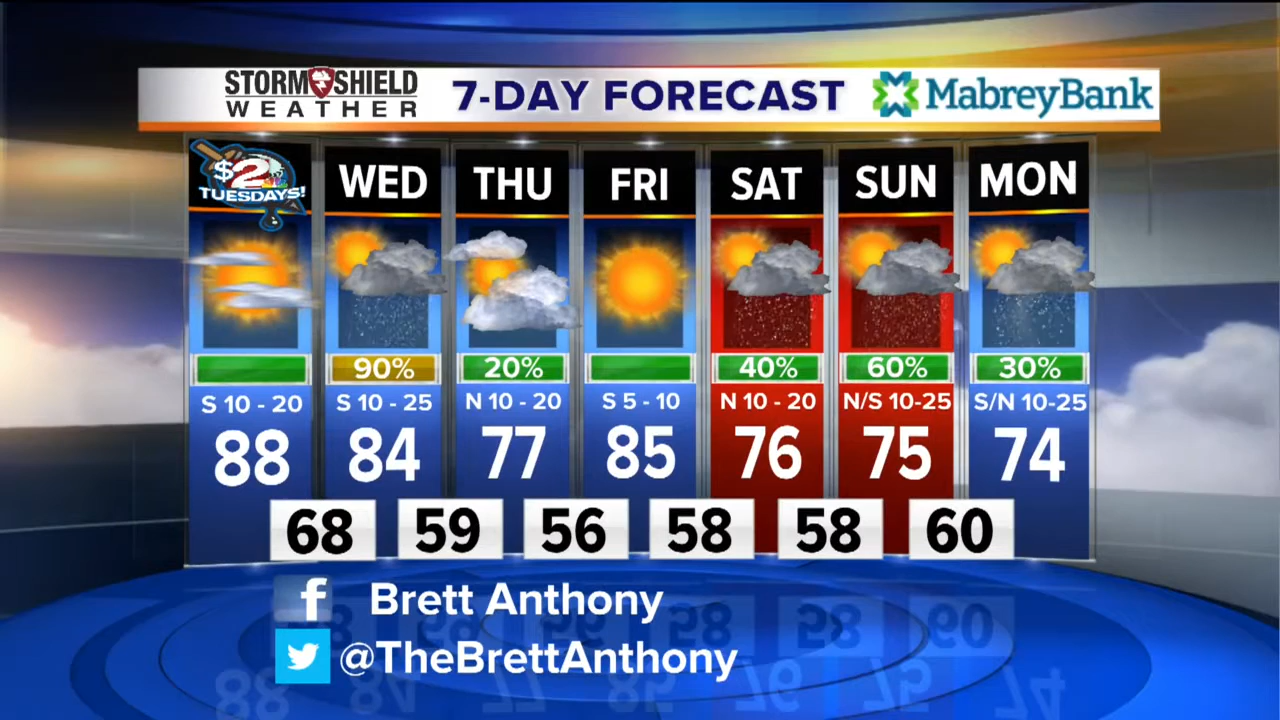 STORM SHIELD
WEATHER
7-DAY FORECAST
MabreyBank
$2
TUESDAYS!
WED
THU
FRI
SAT
SUN
MON
90%
20%
40%
60%
30%
S 10 - 20
S 10 - 25
N 10 - 20
S 5 - 10
N 10 - 20
N/S 10-25
S/N 10-25
88
84
77
85
76
75
74
68
59
56
58
58
60
f
Brett Anthony
@TheBrettAnthony